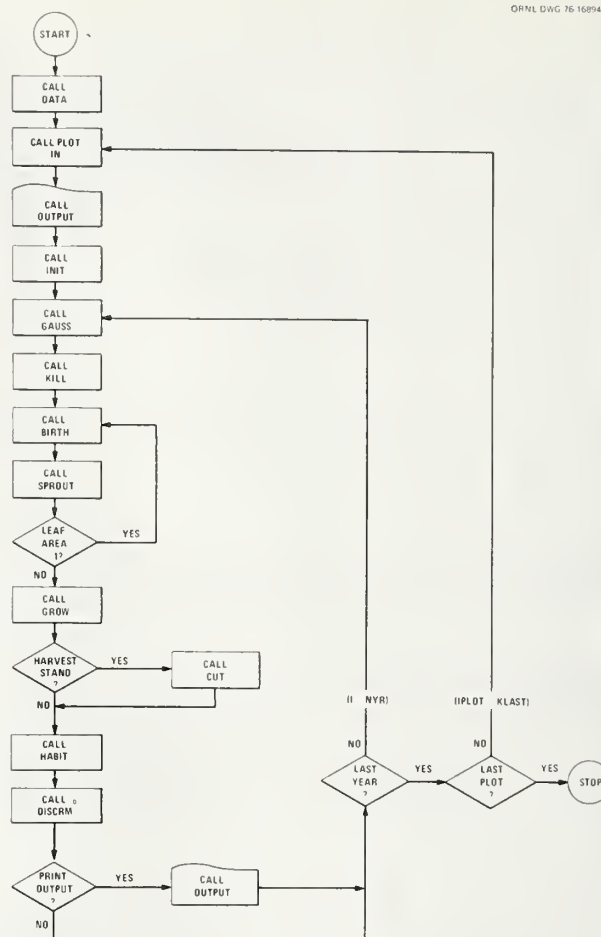 ORNL DWG 76 16894
START
CALL
DATA
CALL PLOT
IN
CALL
OUTPUT
CALL
INIT
CALL
GAUSS
CALL
KILL
CALL
BIRTH
CALL
SPROUT
LEAF
AREA
1?
YES
NO
CALL
GROW
HARVEST
STAND
?
YES
CALL
CUT
NO
CALL
HABIT
CALL
DISCRM
PRINT
OUTPUT
?
YES
CALL
OUTPUT
NO
(I NYR)
NO
LAST
YEAR
?
YES
(IPLOT KLAST)
NO
LAST
PLOT
?
YES
STOP